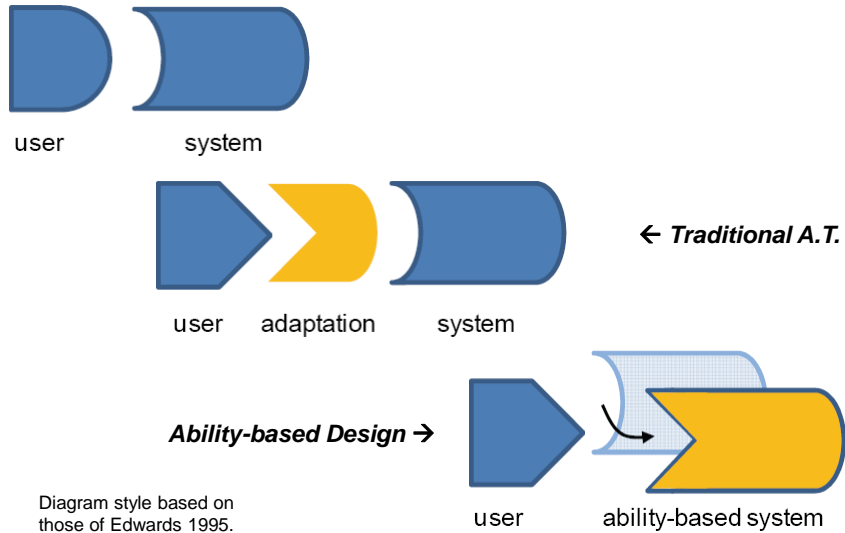 user
system
← Traditional A.T.
user
adaptation
system
Ability-based Design →
Diagram style based on
those of Edwards 1995.
user
ability-based system